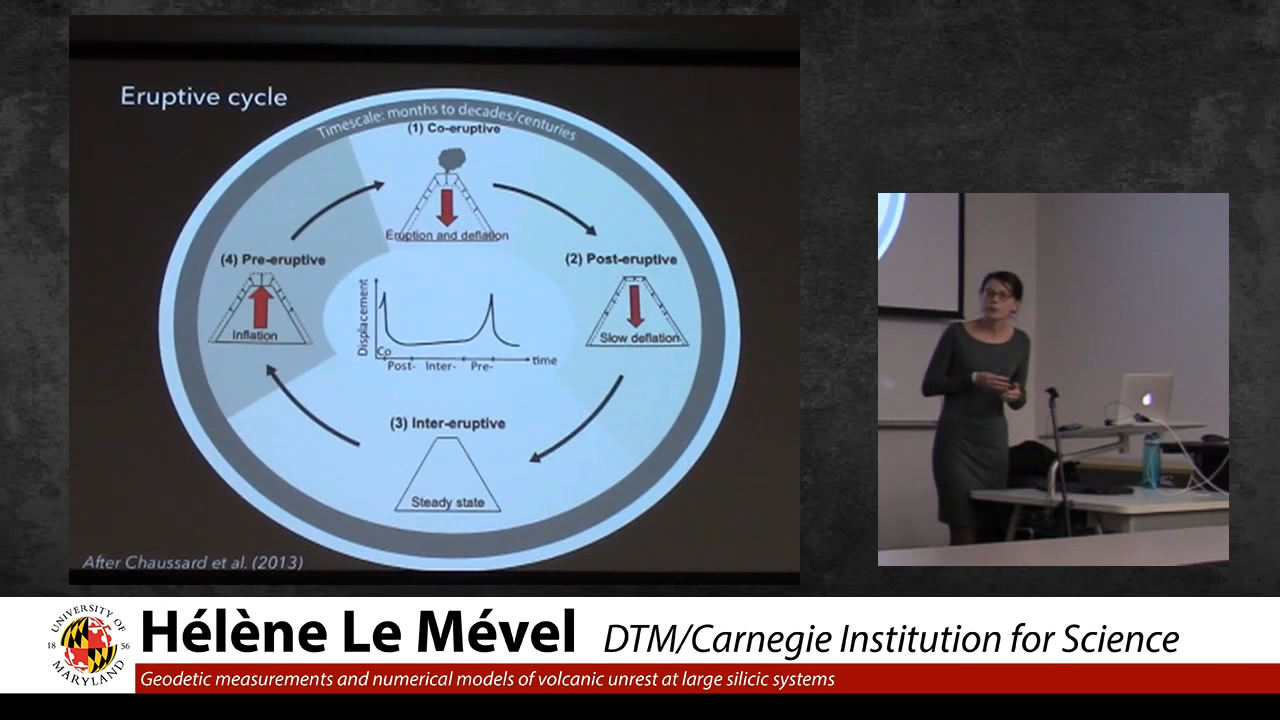 Eruptive cycle
Timescale: months to decades/centuries
(1) Co-eruptive
Eruption and deflation
(4) Pre-eruptive
Inflation
(2) Post-eruptive
Slow deflation
Displacement
Co
Post- Inter- Pre-
time
(3) Inter-eruptive
Steady state
After Chaussard et al. (2013)
UNIVERSITY OF
18 56
MARYLAND
Hélène Le Mével DTM/Carnegie Institution for Science
Geodetic measurements and numerical models of volcanic unrest at large silicic systems